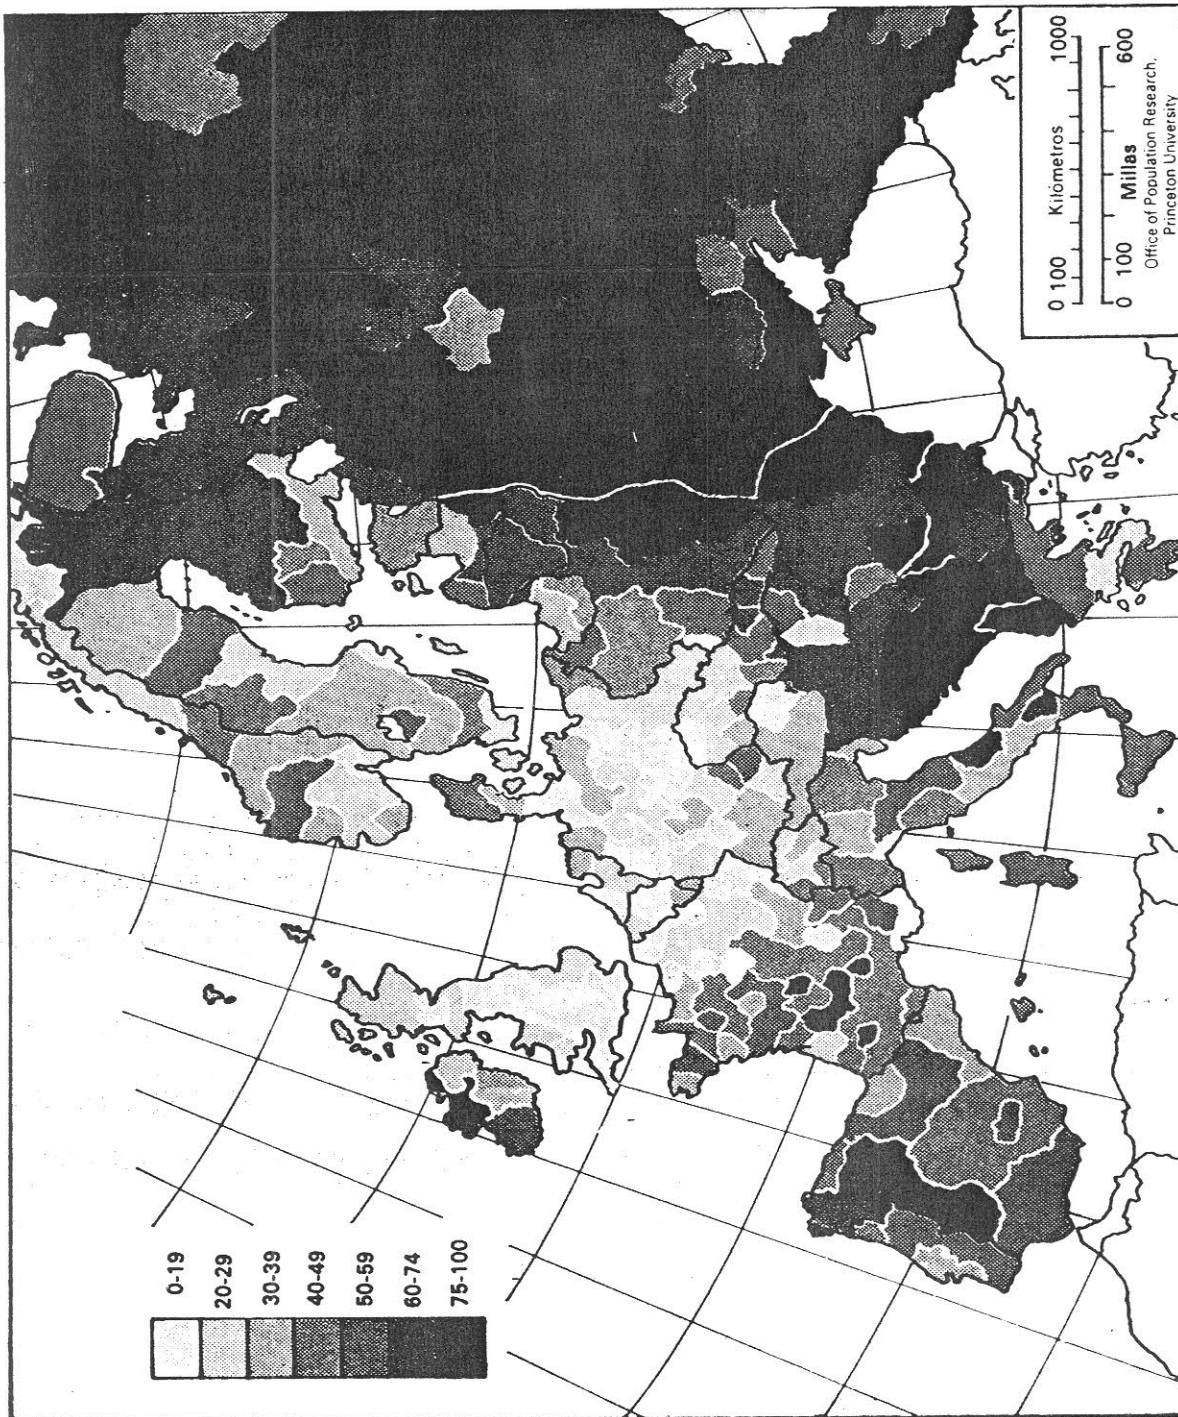 0-19
20-29
30-39
40-49
50-59
60-74
75-100
Kilómetros
0 100 1000
Millas
0 100 600
Office of Population Research,
Princeton University